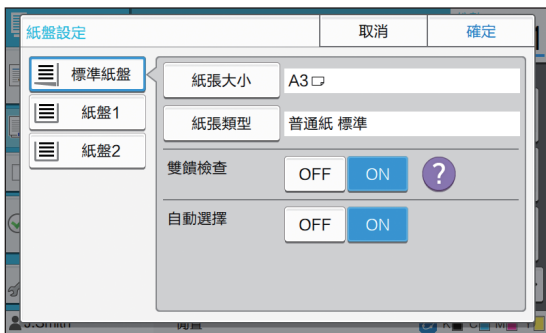 紙盤設定
取消
確定
標準紙盤
紙盤1
紙盤2
紙張大小 A3
紙張類型 普通紙 標準
雙饋檢查 OFF ON ?
自動選擇 OFF ON
J.Smith